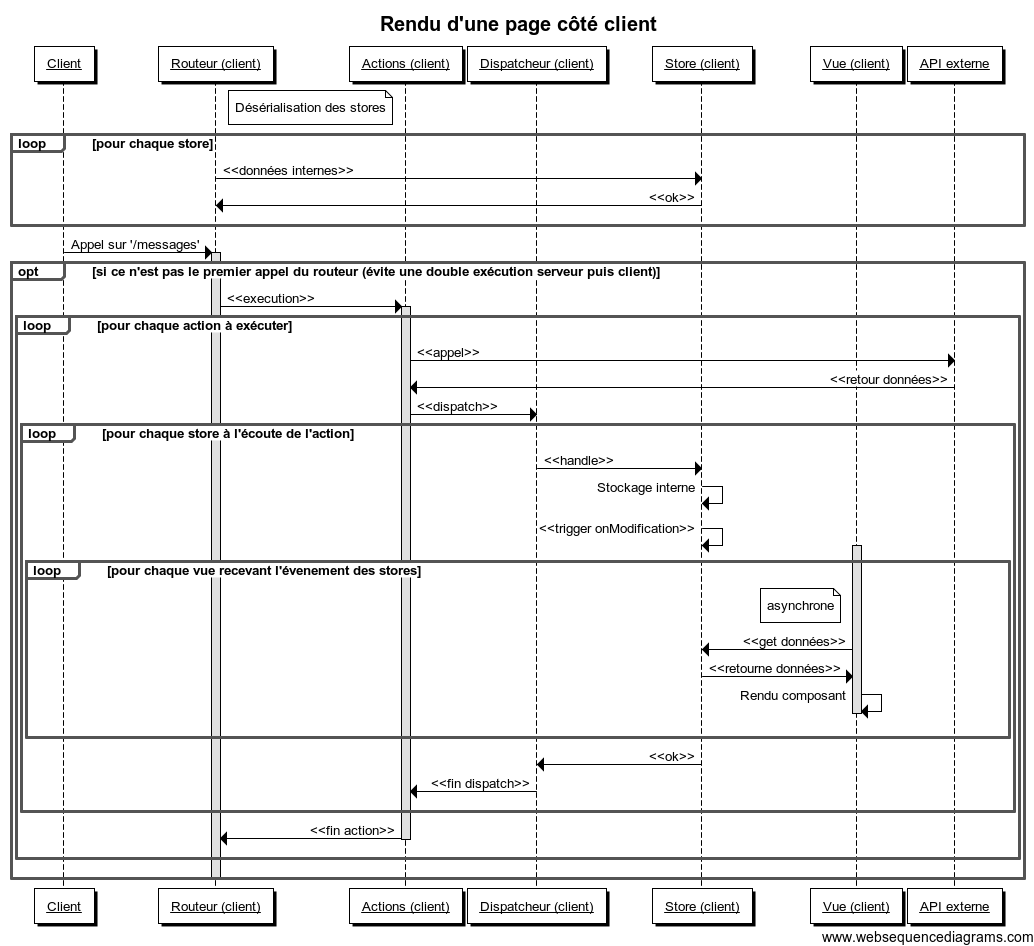 Rendu d'une page côté client
Client Routeur (client) Actions (client) Dispatcheur (client) Store (client) Vue (client) API externe
Désérialisation des stores
loop [pour chaque store]
<<données internes>>
<<ok>>
Appel sur '/messages'
opt [si ce n'est pas le premier appel du routeur (évite une double exécution serveur puis client)]
<<execution>>
loop [pour chaque action à exécuter]
<<appel>>
<<retour données>>
<<dispatch>>
loop [pour chaque store à l'écoute de l'action]
<<handle>>
Stockage interne
<<trigger onModification>>
loop [pour chaque vue recevant l'évenement des stores]
asynchrone
<<get données>>
<<retourne données>>
Rendu composant
<<ok>>
<<fin dispatch>>
<<fin action>>
Client Routeur (client) Actions (client) Dispatcheur (client) Store (client) Vue (client) API externe
www.websequencediagrams.com